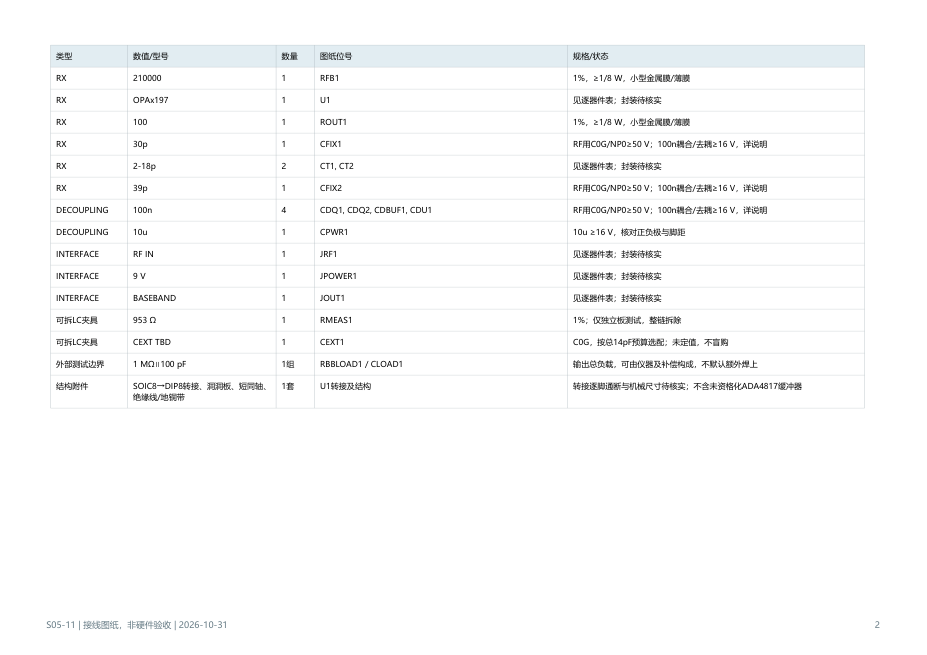 类型 数值/型号 数量 图纸位号 规格/状态
RX 210000 1 RFB1 1%，≥1/8 W，小型金属膜/薄膜
RX OPAx197 1 U1 见逐器件表；封装待核实
RX 100 1 ROUT1 1%，≥1/8 W，小型金属膜/薄膜
RX 30p 1 CFIX1 RF用C0G/NP0≥50 V；100n耦合/去耦≥16 V，详说明
RX 2-18p 2 CT1, CT2 见逐器件表；封装待核实
RX 39p 1 CFIX2 RF用C0G/NP0≥50 V；100n耦合/去耦≥16 V，详说明
DECOUPLING 100n 4 CDQ1, CDQ2, CDBUF1, CDU1 RF用C0G/NP0≥50 V；100n耦合/去耦≥16 V，详说明
DECOUPLING 10u 1 CPWR1 10u ≥16 V，核对正负极与脚距
INTERFACE RF IN 1 JRF1 见逐器件表；封装待核实
INTERFACE 9 V 1 JPOWER1 见逐器件表；封装待核实
INTERFACE BASEBAND 1 JOUT1 见逐器件表；封装待核实
可拆LC夹具 953 Ω 1 RMEAS1 1%；仅独立板测试，整链拆除
可拆LC夹具 CEXT TBD 1 CEXT1 C0G，按总14pF预算选配；未定值，不盲购
外部测试边界 1 MΩ॥100 pF 1组 RBBLOAD1 / CLOAD1 输出总负载，可由仪器及补偿构成，不默认额外焊上
结构附件 SOIC8→DIP8转接、洞洞板、短同轴、 1套 U1转接及结构 转接逐脚通断与机械尺寸待核实；不含未资格化ADA4817缓冲器
绝缘线/地铜带
S05-11 | 接线图纸，非硬件验收 | 2026-10-31 2